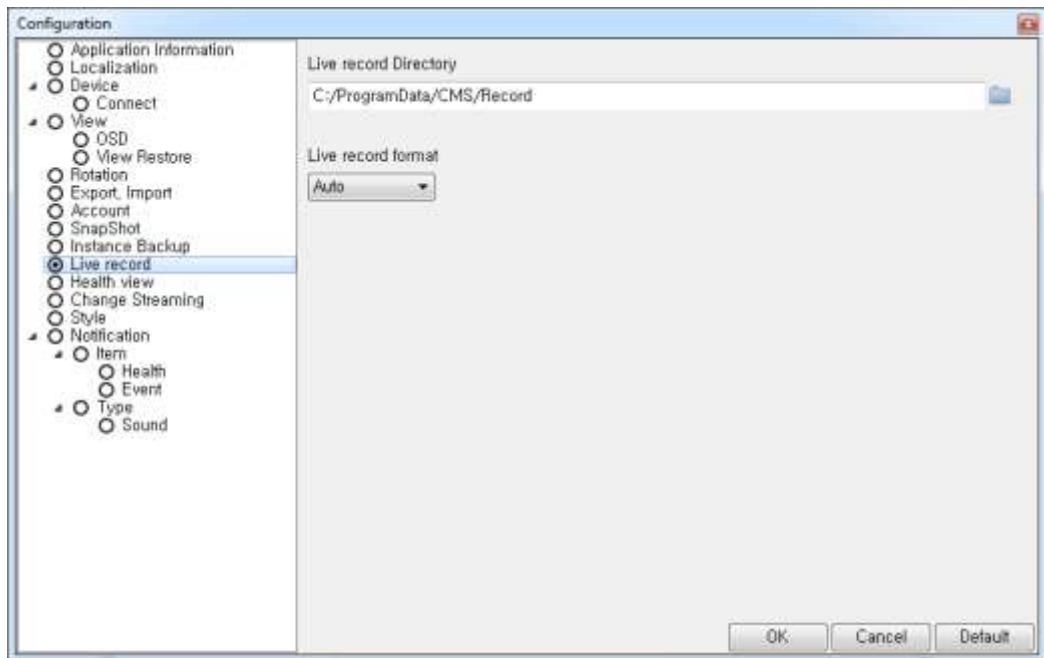 Configuration
Application Information
Localization
Device
Connect
View
OSD
View Restore
Rotation
Export, Import
Account
SnapShot
Instance Backup
Live record
Health view
Change Streaming
Style
Notification
Item
Health
Event
Type
Sound
Live record Directory
C:/ProgramData/CMS/Record
Live record format
Auto
OK
Cancel
Default